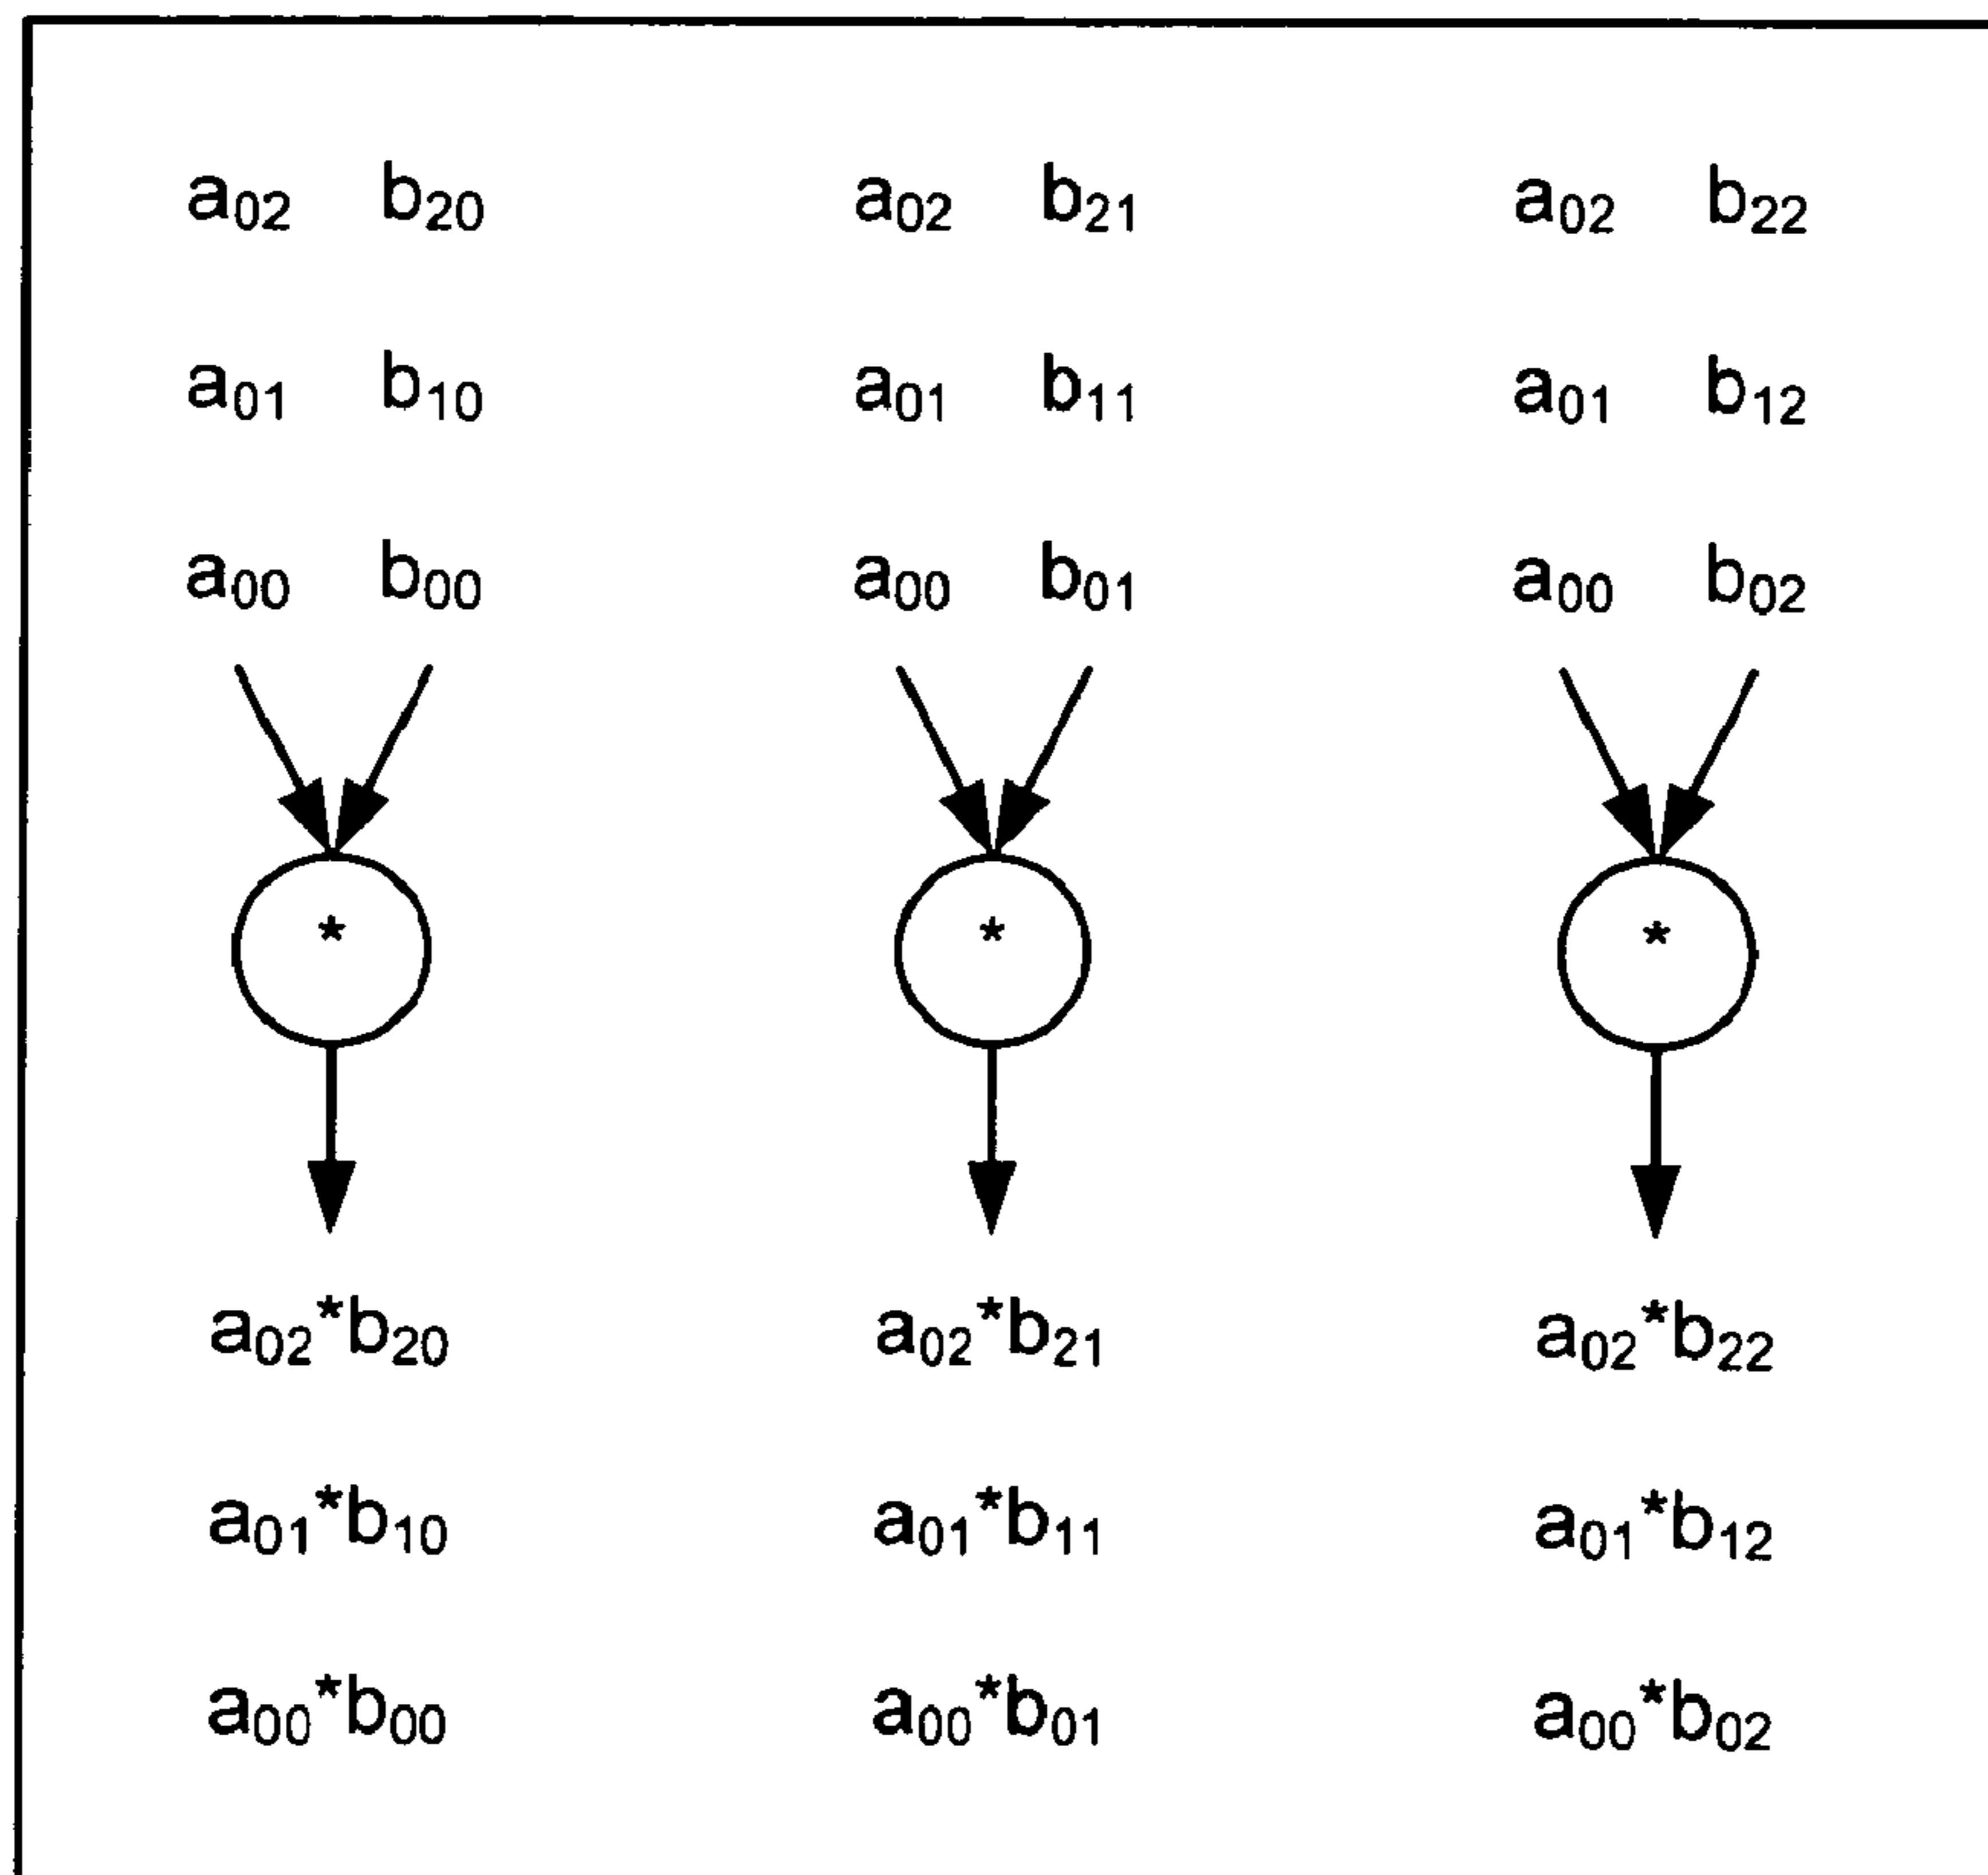 a₀₂ b₂₀ a₀₂ b₂₁ a₀₂ b₂₂
a₀₁ b₁₀ a₀₁ b₁₁ a₀₁ b₁₂
a₀₀ b₀₀ a₀₀ b₀₁ a₀₀ b₀₂
* * *
a₀₂*b₂₀ a₀₂*b₂₁ a₀₂*b₂₂
a₀₁*b₁₀ a₀₁*b₁₁ a₀₁*b₁₂
a₀₀*b₀₀ a₀₀*b₀₁ a₀₀*b₀₂